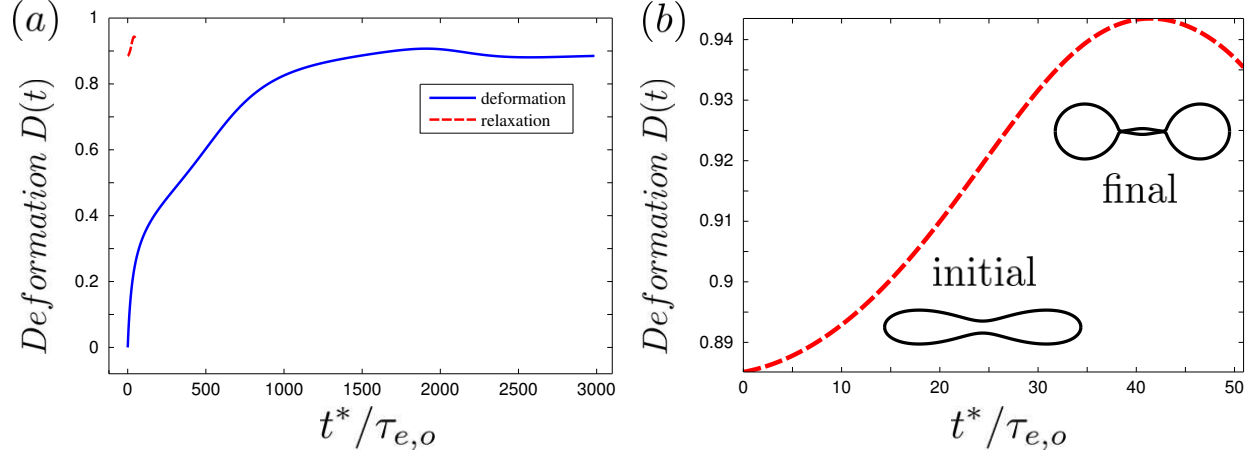 (a)
Deformation D(t)
1
0.8
0.6
0.4
0.2
0
deformation
relaxation
0 500 1000 1500 2000 2500 3000
t*/τe,o
(b)
Deformation D(t)
0.94
0.93
0.92
0.91
0.9
0.89
final
initial
0 10 20 30 40 50
t*/τe,o